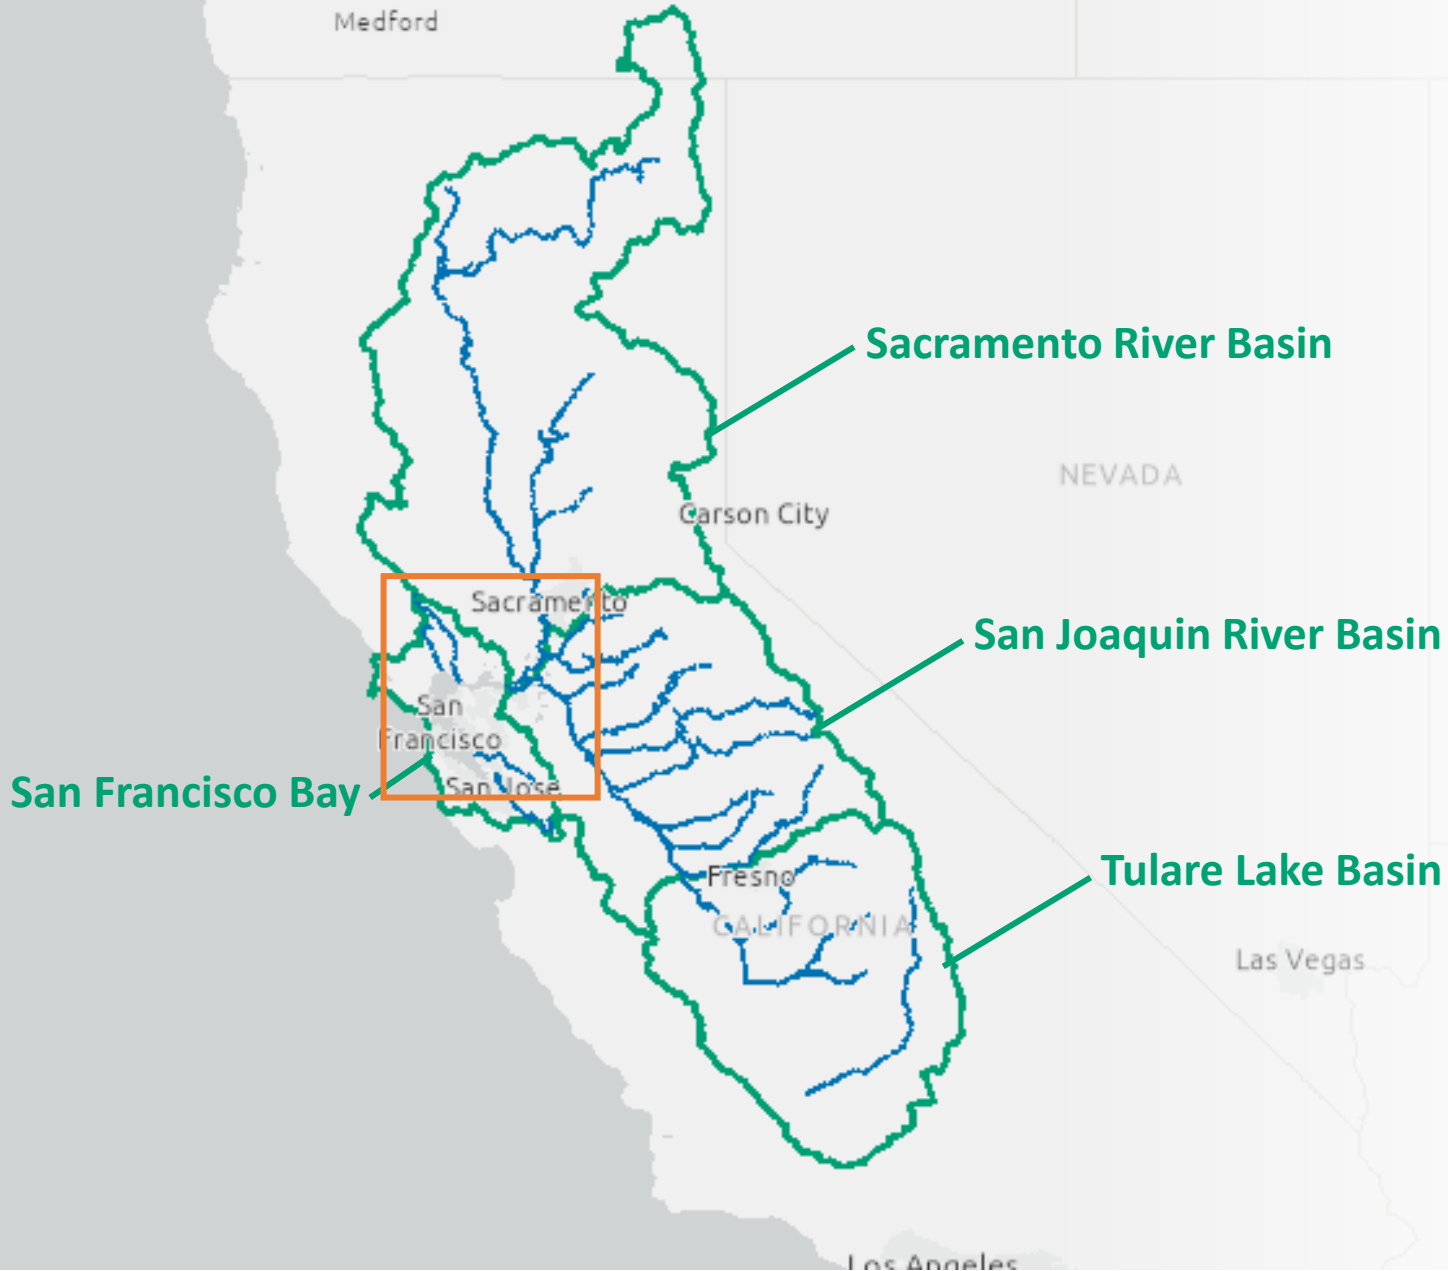 Medford
Sacramento River Basin
NEVADA
Carson City
Sacramento
San Joaquin River Basin
San
Francisco
San Jose
San Francisco Bay
Tulare Lake Basin
Fresno
CALIFORNIA
Las Vegas
Los Angeles